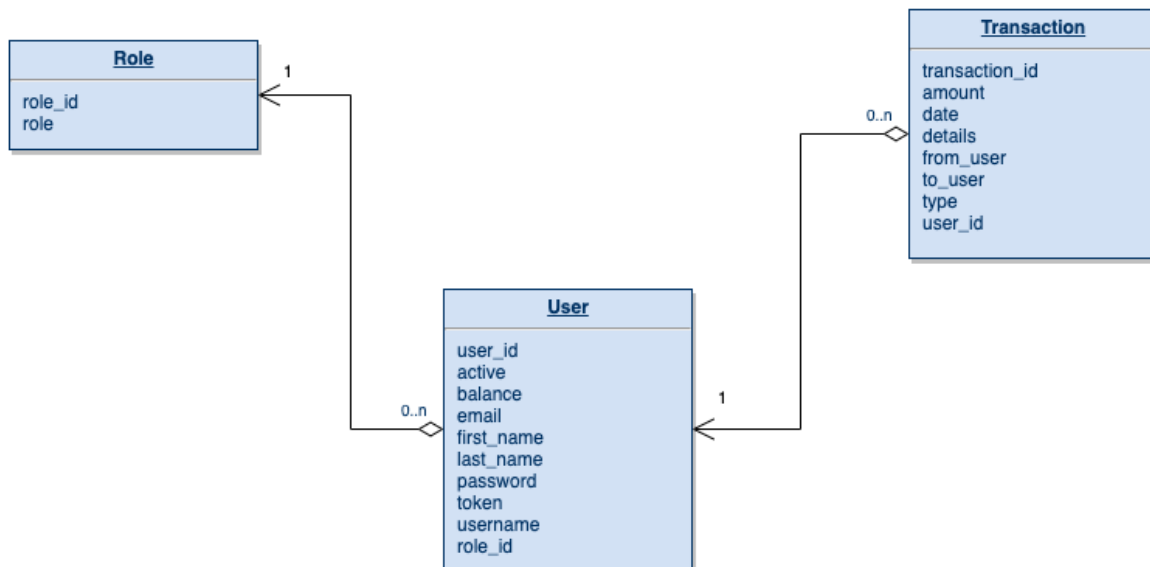 Role
role_id
role
1
Transaction
transaction_id
amount
date
details
from_user
to_user
type
user_id
0..n
User
user_id
active
balance
email
first_name
last_name
password
token
username
role_id
0..n
1